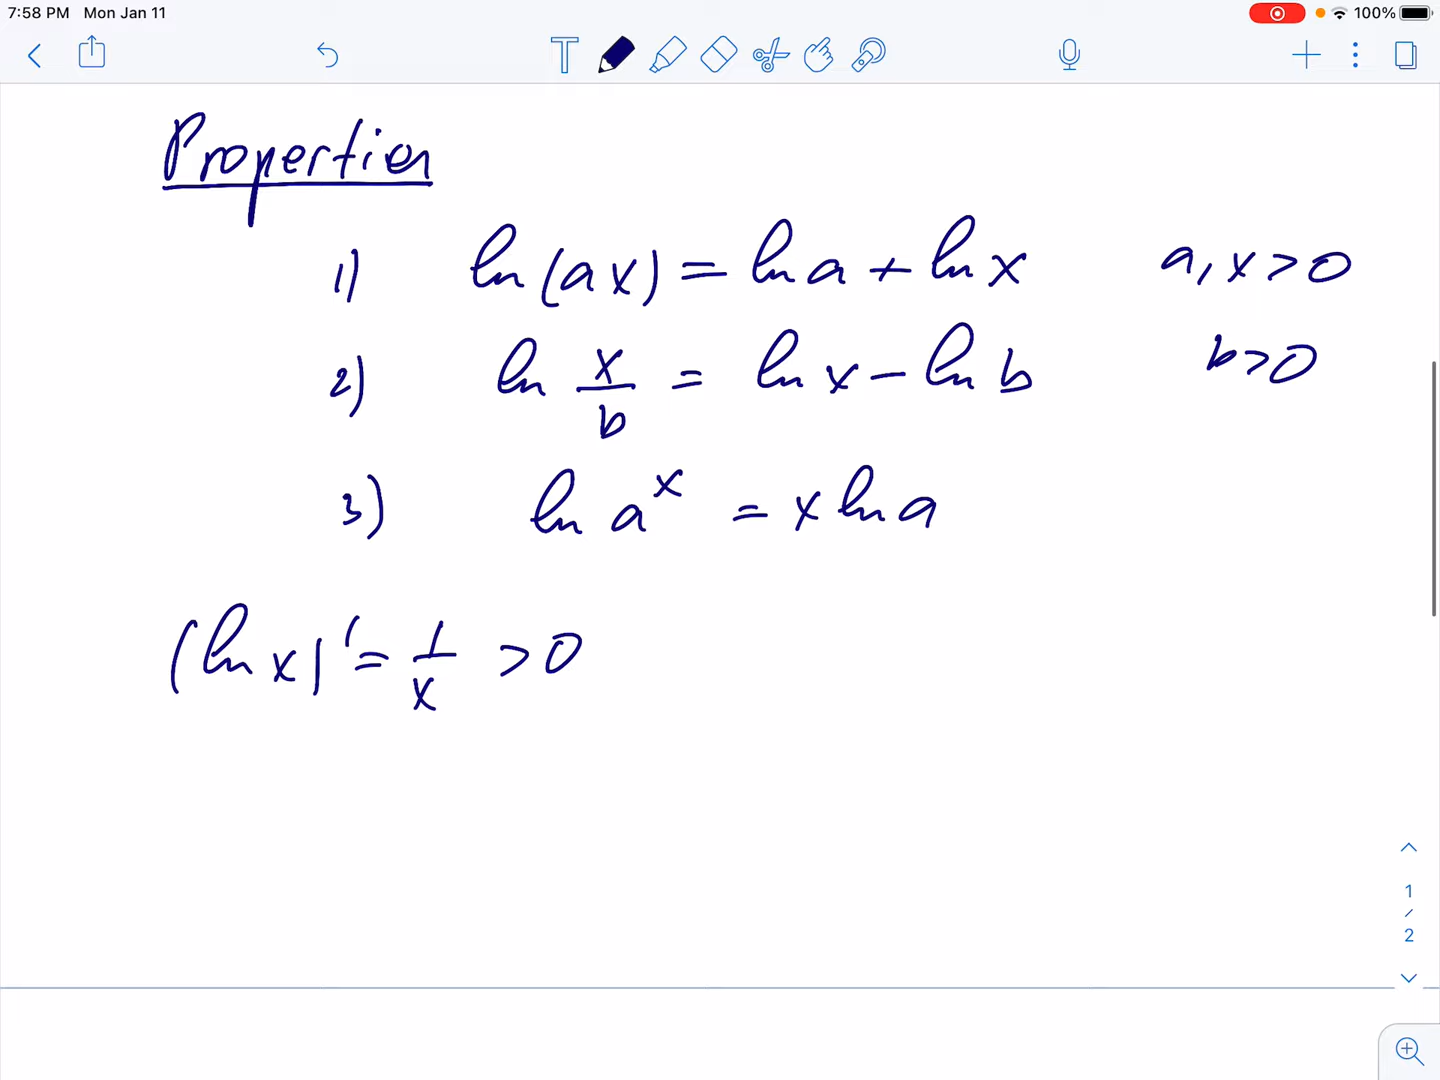 7:58 PM Mon Jan 11 100%
T
Properties
1) ln(ax) = ln a + ln x a, x > 0
2) ln x/b = ln x - ln b b > 0
3) ln a^x = x ln a
(ln x)' = 1/x > 0
1
/
2